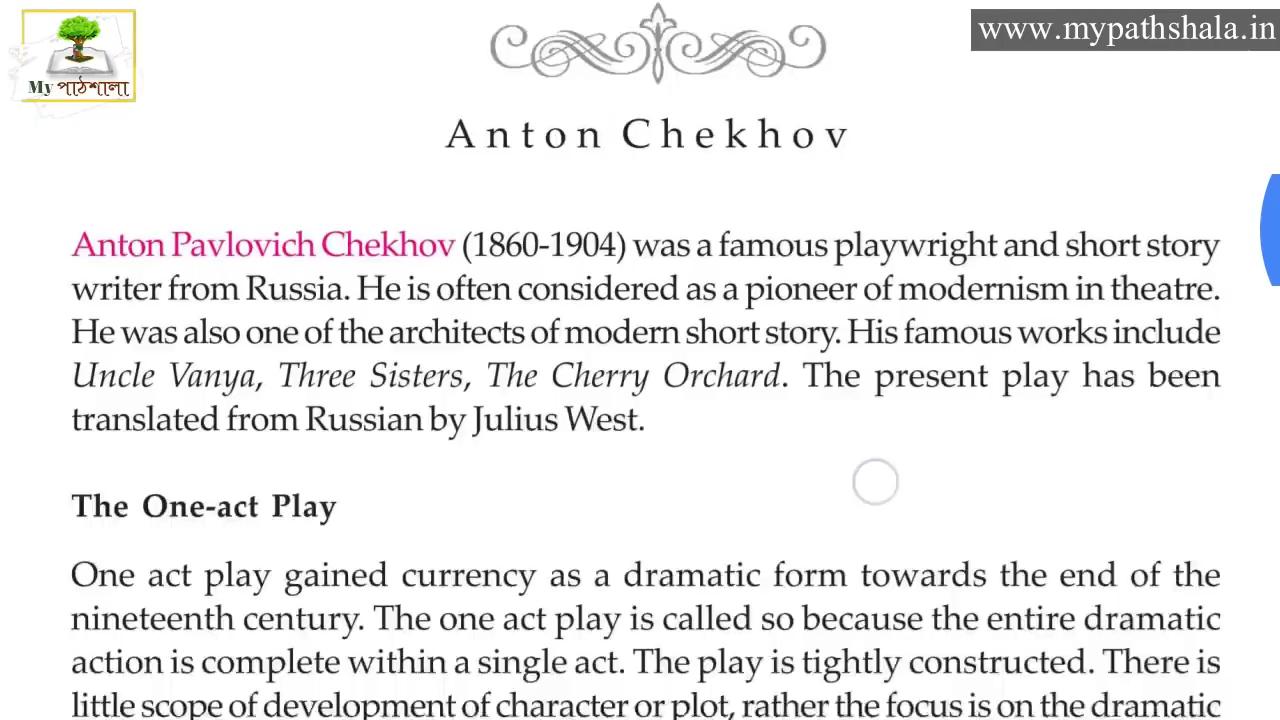 www.mypathshala.in
My পাঠশালা
Anton Chekhov
Anton Pavlovich Chekhov (1860-1904) was a famous playwright and short story
writer from Russia. He is often considered as a pioneer of modernism in theatre.
He was also one of the architects of modern short story. His famous works include
Uncle Vanya, Three Sisters, The Cherry Orchard. The present play has been
translated from Russian by Julius West.
The One-act Play
One act play gained currency as a dramatic form towards the end of the
nineteenth century. The one act play is called so because the entire dramatic
action is complete within a single act. The play is tightly constructed. There is
little scope of development of character or plot, rather the focus is on the dramatic